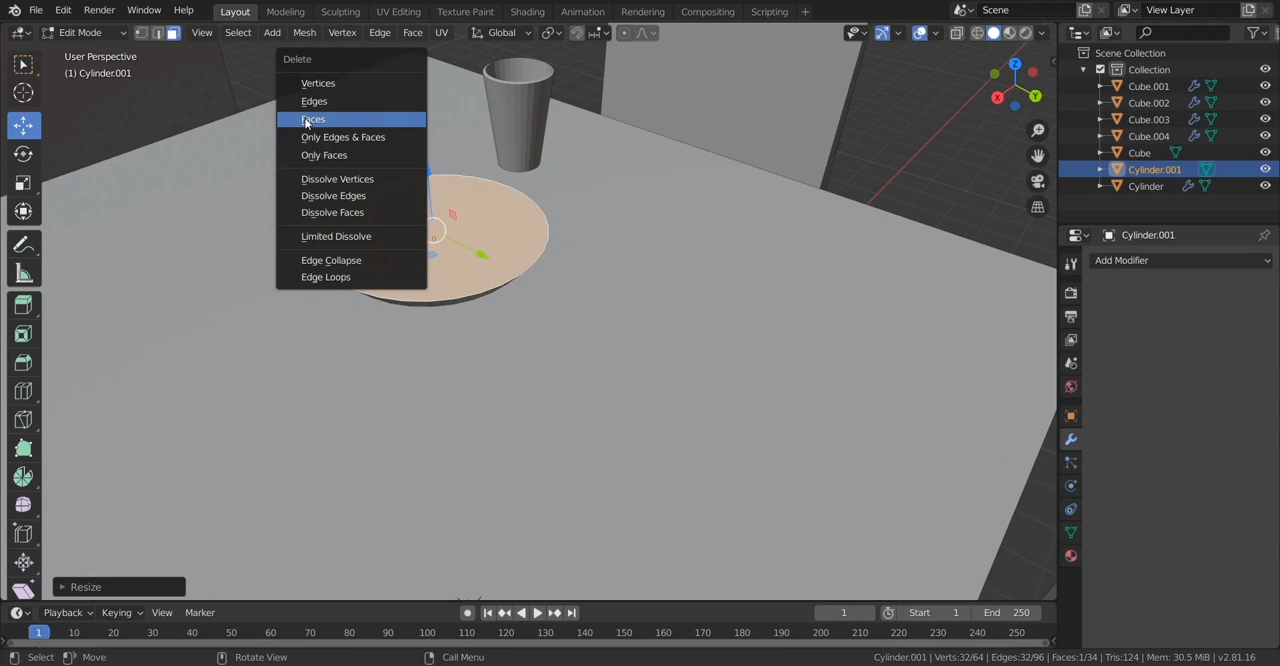 File Edit Render Window Help Layout Modeling Sculpting UV Editing Texture Paint Shading Animation Rendering Compositing Scripting + Scene View Layer
Edit Mode View Select Add Mesh Vertex Edge Face UV Global
User Perspective
(1) Cylinder.001
Delete
Vertices
Edges
Faces
Only Edges & Faces
Only Faces
Dissolve Vertices
Dissolve Edges
Dissolve Faces
Limited Dissolve
Edge Collapse
Edge Loops
Z
X
Y
Scene Collection
Collection
Cube.001
Cube.002
Cube.003
Cube.004
Cube
Cylinder.001
Cylinder
Cylinder.001
Add Modifier
Resize
Playback Keying View Marker 1 Start 1 End 250
1 10 20 30 40 50 60 70 80 90 100 110 120 130 140 150 160 170 180 190 200 210 220 230 240 250
Select Move Rotate View Call Menu Cylinder.001 | Verts:32/64 | Edges:32/96 | Faces:1/34 | Tris:124 | Mem: 30.5 MiB | v2.81.16